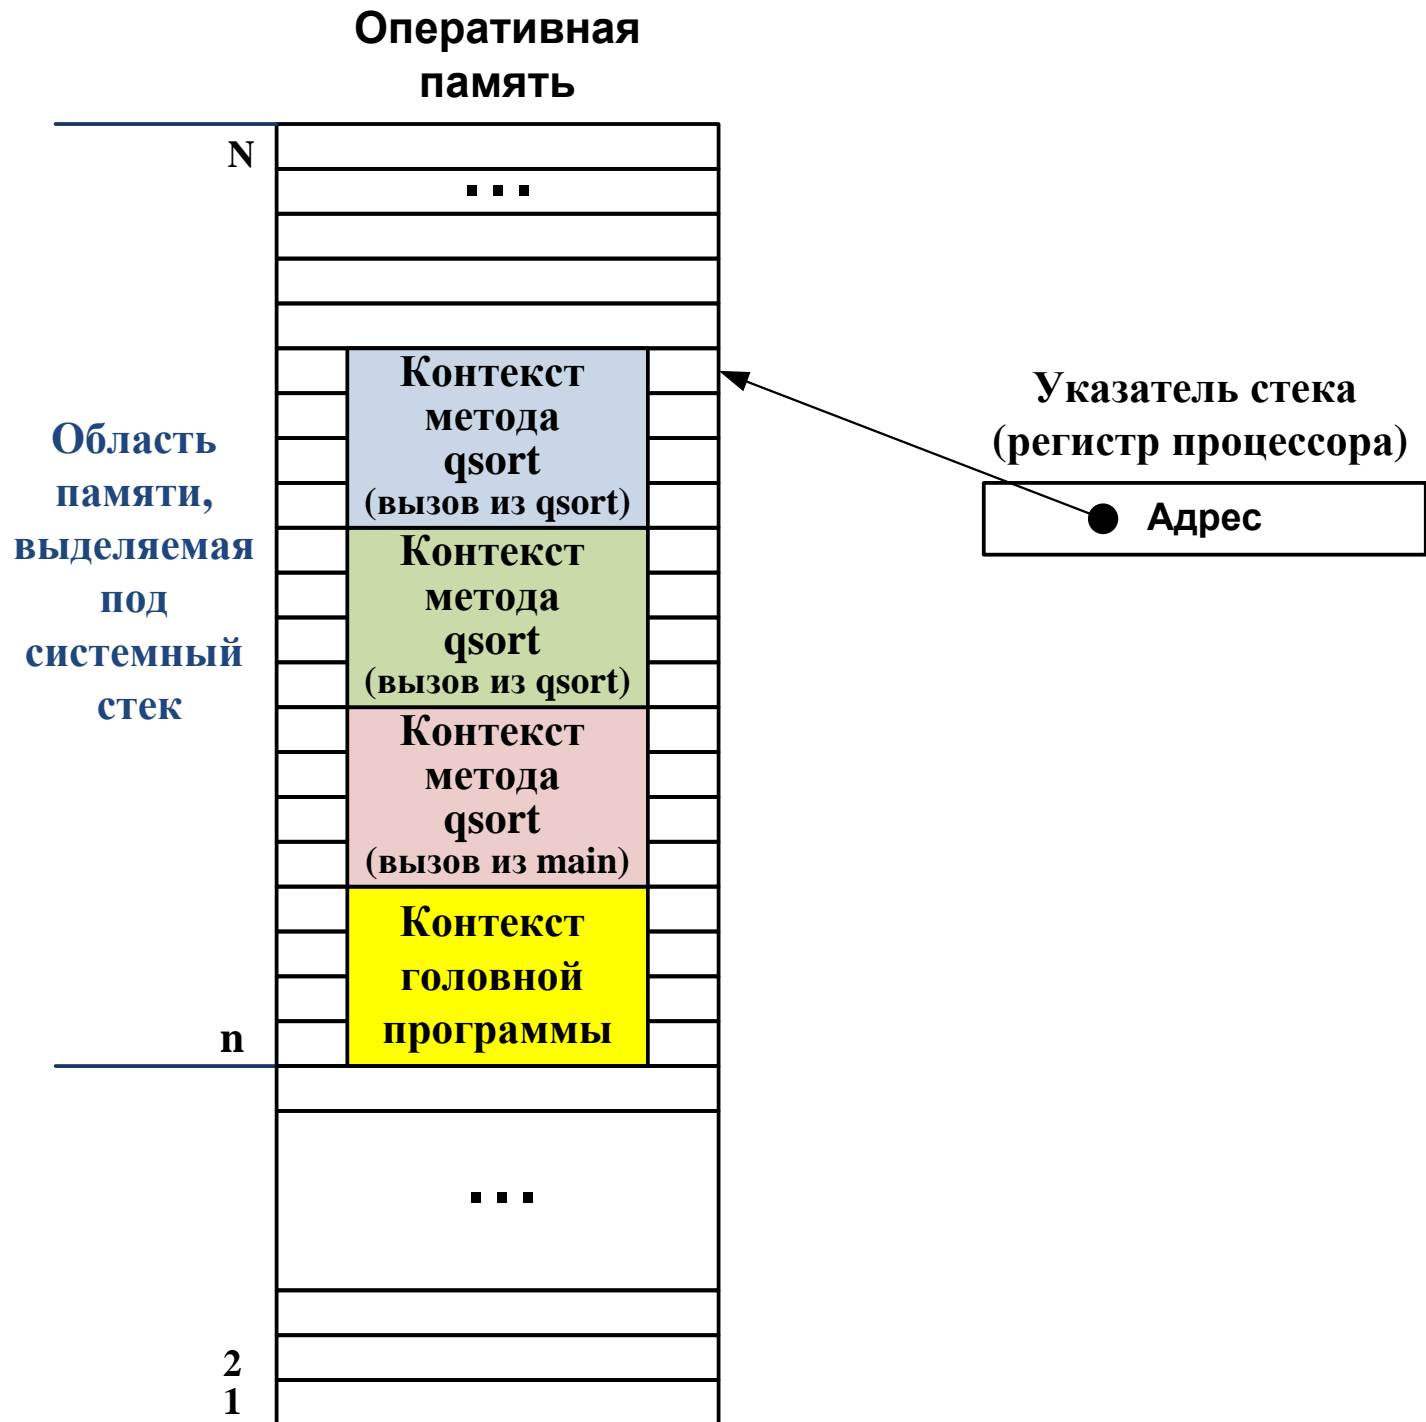 Оперативная
память
N
...
Контекст
метода
qsort
(вызов из qsort)
Контекст
метода
qsort
(вызов из qsort)
Контекст
метода
qsort
(вызов из main)
Контекст
головной
программы
Область
памяти,
выделяемая
под
системный
стек
Указатель стека
(регистр процессора)
Адрес
n
...
2
1